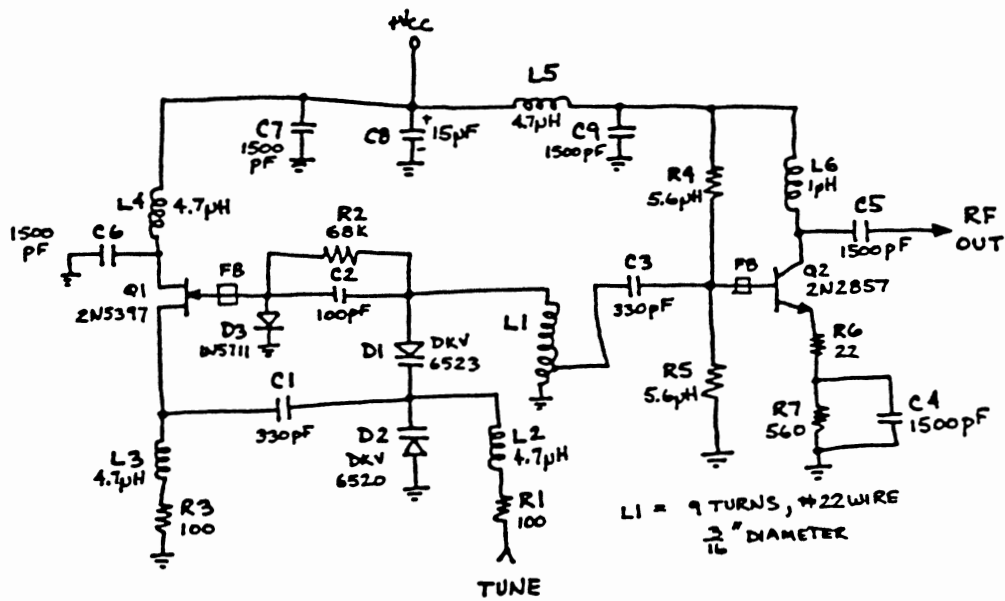 +Vcc
L5
4.7µH
C7
1500
PF
C8
+
15µF
-
C9
1500PF
L4
4.7µH
R4
5.6µH
L6
1µH
C5
1500PF
RF
OUT
1500
PF
C6
R2
68K
C2
100PF
FB
Q1
2N5397
D3
IN5711
D1
DKV
6523
L1
C3
330PF
FB
Q2
2N2857
R6
22
R5
5.6µH
R7
560
C4
1500PF
C1
330PF
D2
DKV
6520
L2
4.7µH
L3
4.7µH
R3
100
R1
100
TUNE
L1 = 9 TURNS, #22 WIRE
3/16" DIAMETER